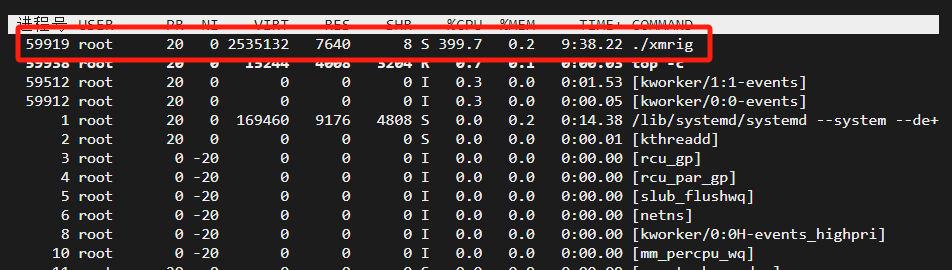 进程号 USER PR NI VIRT RES SHR %CPU %MEM TIME+ COMMAND
59919 root 20 0 2535132 7640 8 S 399.7 0.2 9:38.22 ./xmrig
59938 root 20 0 15244 4008 3204 R 0.7 0.1 0:00.03 top -c
59512 root 20 0 0 0 0 I 0.3 0.0 0:01.53 [kworker/1:1-events]
59912 root 20 0 0 0 0 I 0.3 0.0 0:00.05 [kworker/0:0-events]
1 root 20 0 169460 9176 4808 S 0.0 0.2 0:14.38 /lib/systemd/systemd --system --de+
2 root 20 0 0 0 0 S 0.0 0.0 0:00.01 [kthreadd]
3 root 0 -20 0 0 0 I 0.0 0.0 0:00.00 [rcu_gp]
4 root 0 -20 0 0 0 I 0.0 0.0 0:00.00 [rcu_par_gp]
5 root 0 -20 0 0 0 I 0.0 0.0 0:00.00 [slub_flushwq]
6 root 0 -20 0 0 0 I 0.0 0.0 0:00.00 [netns]
8 root 0 -20 0 0 0 I 0.0 0.0 0:00.00 [kworker/0:0H-events_highpri]
10 root 0 -20 0 0 0 I 0.0 0.0 0:00.00 [mm_percpu_wq]